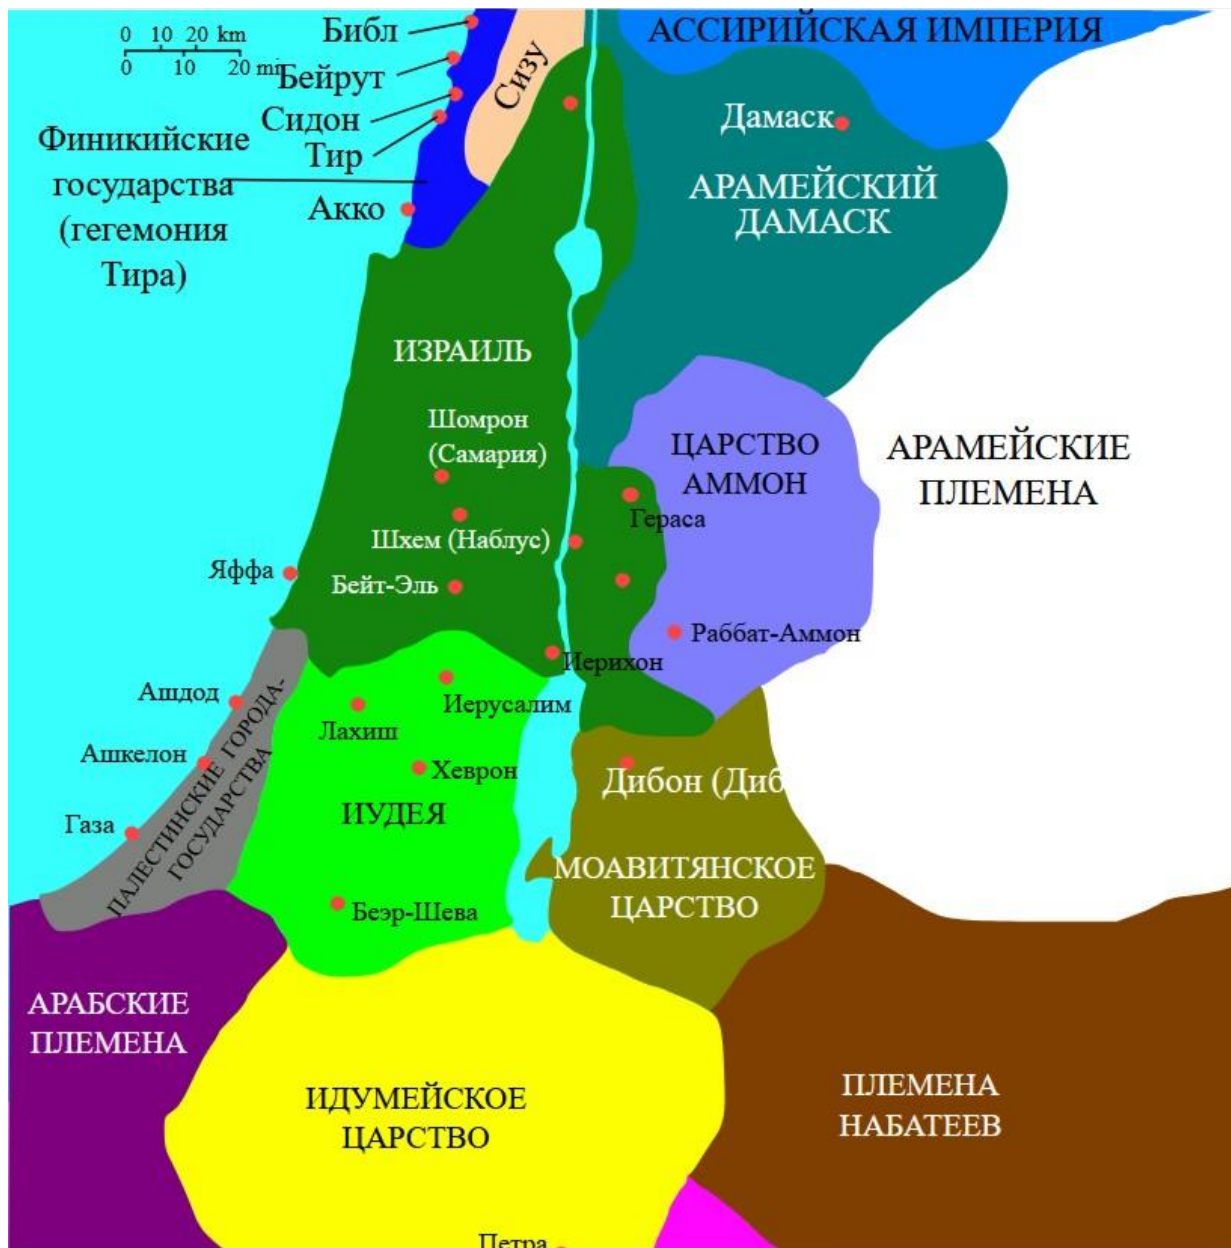 0 10 20 km
0 10 20 mi
Библ
Бейрут
Сидон
Тир
Финикийские
государства
(гегемония
Тира)
Акко
Сизу
АССИРИЙСКАЯ ИМПЕРИЯ
Дамаск
АРАМЕЙСКИЙ
ДАМАСК
ИЗРАИЛЬ
Шомрон
(Самария)
ЦАРСТВО
АММОН
АРАМЕЙСКИЕ
ПЛЕМЕНА
Гераса
Шхем (Наблус)
Яффа
Бейт-Эль
Раббат-Аммон
Иерихон
Ашдод
Иерусалим
Лахиш
Ашкелон
Хеврон
Дибон (Диб
Газа
ИУДЕЯ
ПАЛЕСТИНСКИЕ ГОРОДА-
ГОСУДАРСТВА
МОАВИТЯНСКОЕ
ЦАРСТВО
Беэр-Шева
АРАБСКИЕ
ПЛЕМЕНА
ИДУМЕЙСКОЕ
ЦАРСТВО
ПЛЕМЕНА
НАБАТЕЕВ
Петра